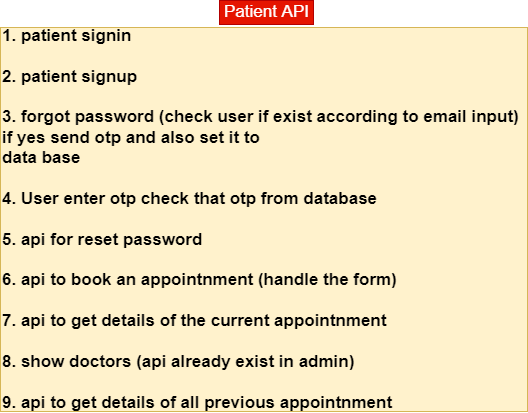 Patient API
1. patient signin
2. patient signup
3. forgot password (check user if exist according to email input)
if yes send otp and also set it to
data base
4. User enter otp check that otp from database
5. api for reset password
6. api to book an appointnment (handle the form)
7. api to get details of the current appointnment
8. show doctors (api already exist in admin)
9. api to get details of all previous appointnment